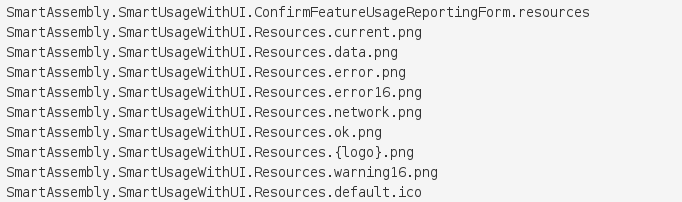 SmartAssembly.SmartUsageWithUI.ConfirmFeatureUsageReportingForm.resources
SmartAssembly.SmartUsageWithUI.Resources.current.png
SmartAssembly.SmartUsageWithUI.Resources.data.png
SmartAssembly.SmartUsageWithUI.Resources.error.png
SmartAssembly.SmartUsageWithUI.Resources.error16.png
SmartAssembly.SmartUsageWithUI.Resources.network.png
SmartAssembly.SmartUsageWithUI.Resources.ok.png
SmartAssembly.SmartUsageWithUI.Resources.{logo}.png
SmartAssembly.SmartUsageWithUI.Resources.warning16.png
SmartAssembly.SmartUsageWithUI.Resources.default.ico